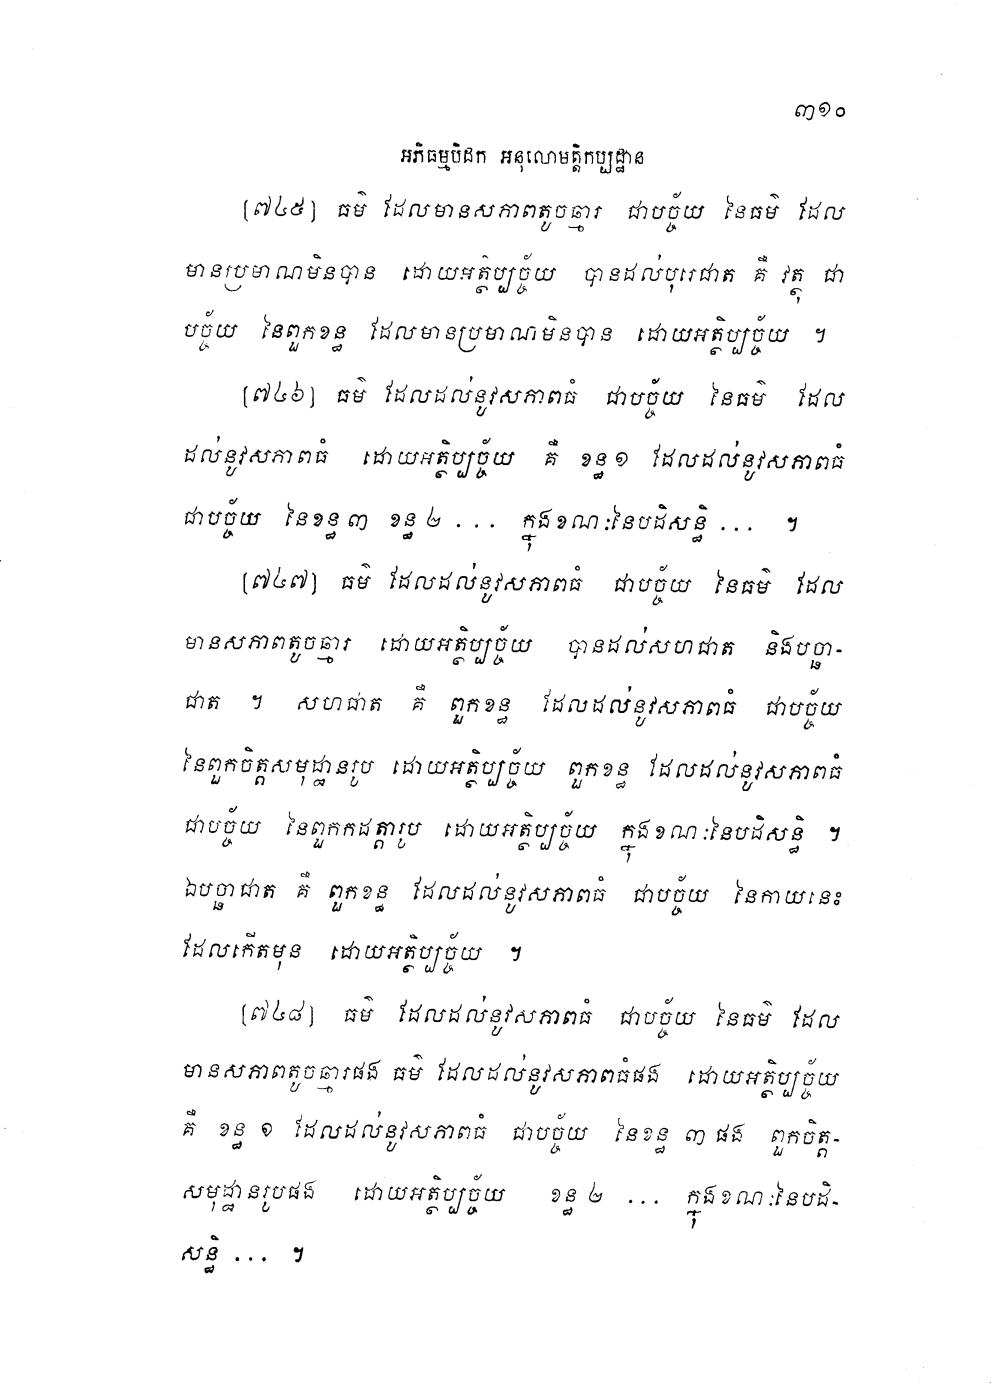 ៣១០
អភិធម្មបិដក អនុលោមត្តិកប្បដ្ឋាន
[៧៤៥] ធម៌ ដែលមានសភាពតូចធ្មារ ជាបច្ច័យ នៃធម៌ ដែល
មានប្រមាណមិនបាន ដោយអត្ថិប្បច្ច័យ បានដល់បុរេជាត គឺ វត្ថុ ជា
បច្ច័យ នៃពួកខន្ធ ដែលមានប្រមាណមិនបាន ដោយអត្ថិប្បច្ច័យ ។
[៧៤៦] ធម៌ ដែលដល់នូវសភាពធំ ជាបច្ច័យ នៃធម៌ ដែល
ដល់នូវសភាពធំ ដោយអត្ថិប្បច្ច័យ គឺ ខន្ធ ១ ដែលដល់នូវសភាពធំ
ជាបច្ច័យ នៃខន្ធ ៣ ខន្ធ ២ ... ក្នុងខណៈនៃបដិសន្ធិ ... ។
[៧៤៧] ធម៌ ដែលដល់នូវសភាពធំ ជាបច្ច័យ នៃធម៌ ដែល
មានសភាពតូចធ្មារ ដោយអត្ថិប្បច្ច័យ បានដល់សហជាត និងបច្ឆា-
ជាត ។ សហជាត គឺ ពួកខន្ធ ដែលដល់នូវសភាពធំ ជាបច្ច័យ
នៃពួកចិត្តសមុដ្ឋានរូប ដោយអត្ថិប្បច្ច័យ ពួកខន្ធ ដែលដល់នូវសភាពធំ
ជាបច្ច័យ នៃពួកកដត្តារូប ដោយអត្ថិប្បច្ច័យ ក្នុងខណៈនៃបដិសន្ធិ ។
ឯបច្ឆាជាត គឺ ពួកខន្ធ ដែលដល់នូវសភាពធំ ជាបច្ច័យ នៃកាយនេះ
ដែលកើតមុន ដោយអត្ថិប្បច្ច័យ ។
[៧៤៨] ធម៌ ដែលដល់នូវសភាពធំ ជាបច្ច័យ នៃធម៌ ដែល
មានសភាពតូចធ្មារផង ធម៌ ដែលដល់នូវសភាពធំផង ដោយអត្ថិប្បច្ច័យ
គឺ ខន្ធ ១ ដែលដល់នូវសភាពធំ ជាបច្ច័យ នៃខន្ធ ៣ ផង ពួកចិត្ត-
សមុដ្ឋានរូបផង ដោយអត្ថិប្បច្ច័យ ខន្ធ ២ ... ក្នុងខណៈនៃបដិ-
សន្ធិ ... ។